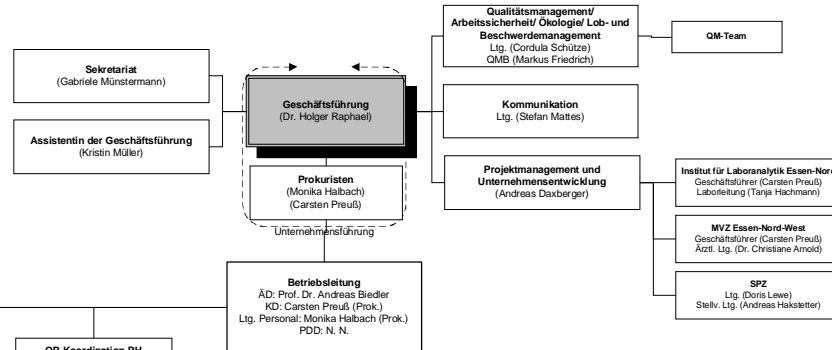 Qualitätsmanagement/
Arbeitssicherheit/ Ökologie/ Lob- und
Beschwerdemanagement
Ltg. (Cordula Schütze)
QMB (Markus Friedrich)
QM-Team
Sekretariat
(Gabriele Münstermann)
Geschäftsführung
(Dr. Holger Raphael)
Kommunikation
Ltg. (Stefan Mattes)
Assistentin der Geschäftsführung
(Kristin Müller)
Prokuristen
(Monika Halbach)
(Carsten Preuß)
Unternehmensführung
Projektmanagement und
Unternehmensentwicklung
(Andreas Daxberger)
Institut für Laboranalytik Essen-Nord
Geschäftsführer (Carsten Preuß)
Laborleitung (Tanja Hachmann)
MVZ Essen-Nord-West
Geschäftsführer (Carsten Preuß)
Ärztl. Ltg. (Dr. Christiane Arnold)
SPZ
Ltg. (Doris Lewe)
Stellv. Ltg. (Andreas Hakstetter)
Betriebsleitung
ÄD: Prof. Dr. Andreas Biedler
KD: Carsten Preuß (Prok.)
Ltg. Personal: Monika Halbach (Prok.)
PDD: N. N.
OP-Koordination PH